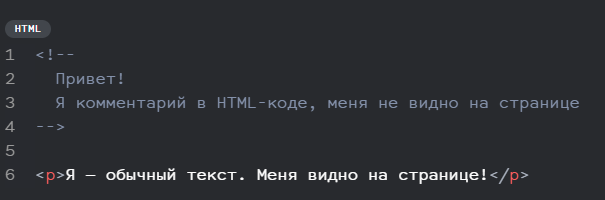 HTML
1 <!--
2 Привет!
3 Я комментарий в HTML-коде, меня не видно на странице
4 -->
5
6 <p>Я — обычный текст. Меня видно на странице!</p>